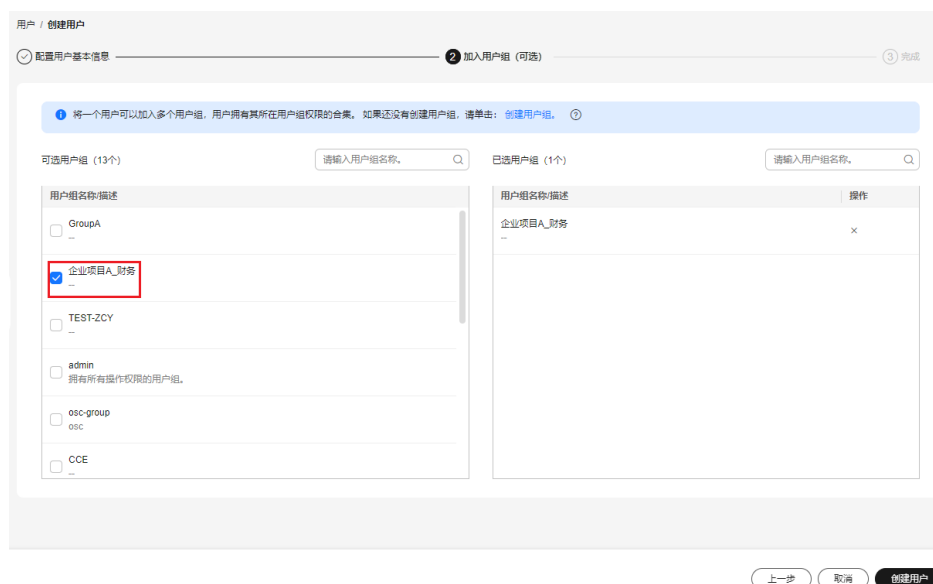 用户 / 创建用户
配置用户基本信息 2 加入用户组（可选） 3 完成
将一个用户可以加入多个用户组，用户拥有其所在用户组权限的合集。如果还没有创建用户组，请单击：创建用户组。
可选用户组（13个） 请输入用户组名称。 已选用户组（1个） 请输入用户组名称。
用户组名称/描述 用户组名称/描述 操作
GroupA
--
企业项目A_财务
--
企业项目A_财务
--
TEST-ZCY
--
admin
拥有所有操作权限的用户组。
osc-group
osc
CCE
--
上一步 取消 创建用户